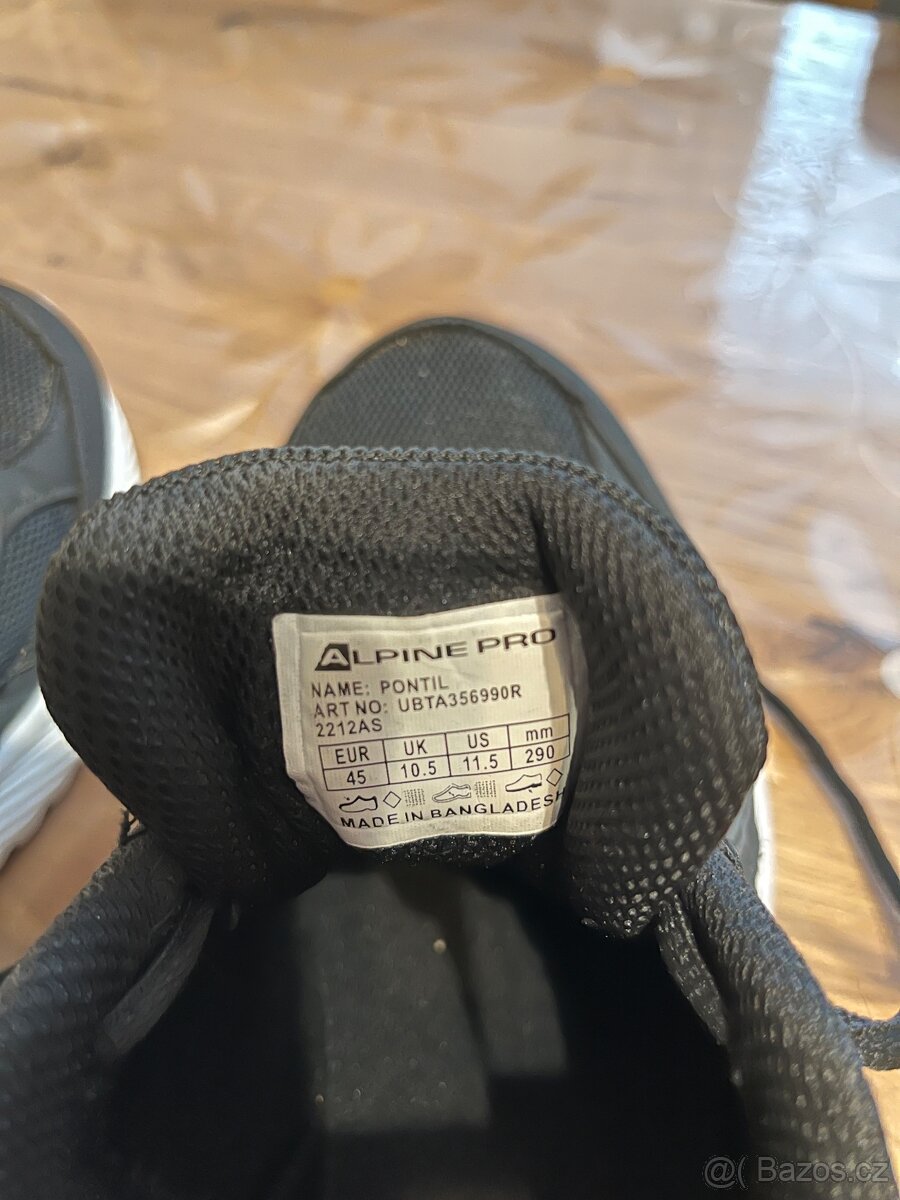 ALPINE PRO
NAME: PONTIL
ART NO: UBTA356990R
2212AS
EUR UK US mm
45 10.5 11.5 290
MADE IN BANGLADESH
@( Bazos.cz